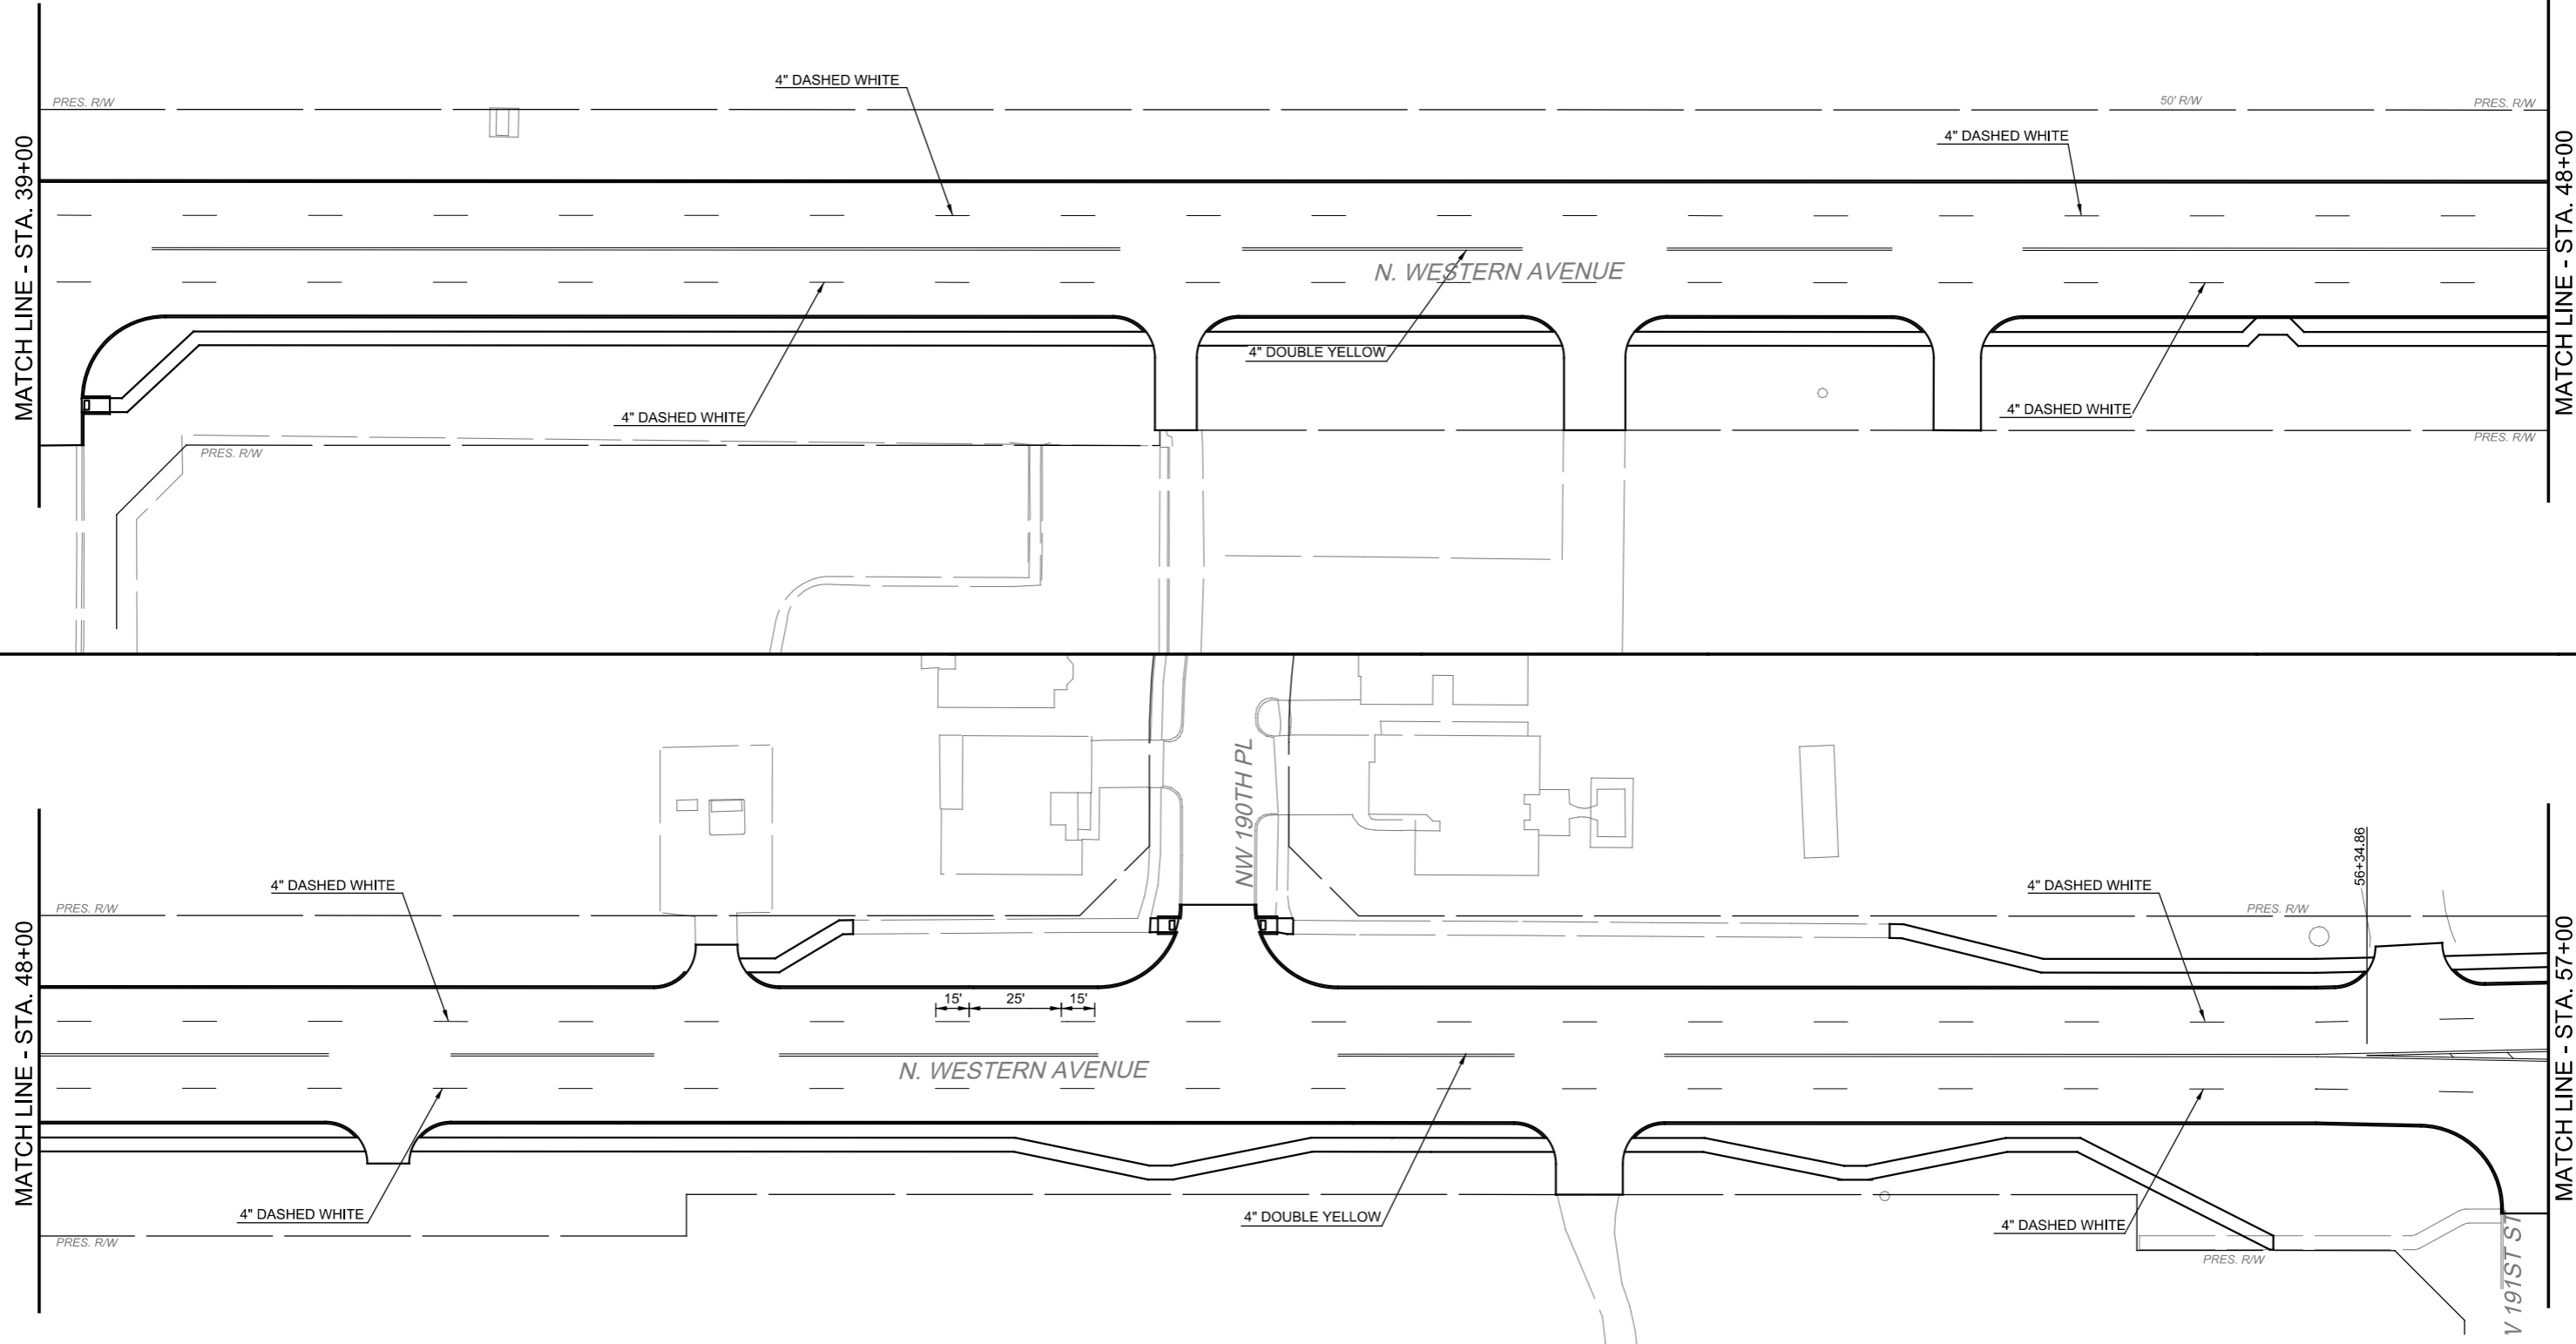 4" DASHED WHITE
PRES. R/W
50' R/W
PRES. R/W
4" DASHED WHITE
MATCH LINE - STA. 39+00
MATCH LINE - STA. 48+00
N. WESTERN AVENUE
4" DOUBLE YELLOW
4" DASHED WHITE
4" DASHED WHITE
PRES. R/W
PRES. R/W
NW 190TH PL
56+34.86
4" DASHED WHITE
4" DASHED WHITE
PRES. R/W
PRES. R/W
MATCH LINE - STA. 48+00
MATCH LINE - STA. 57+00
15' 25' 15'
N. WESTERN AVENUE
4" DASHED WHITE
4" DOUBLE YELLOW
4" DASHED WHITE
PRES. R/W
PRES. R/W
191ST ST